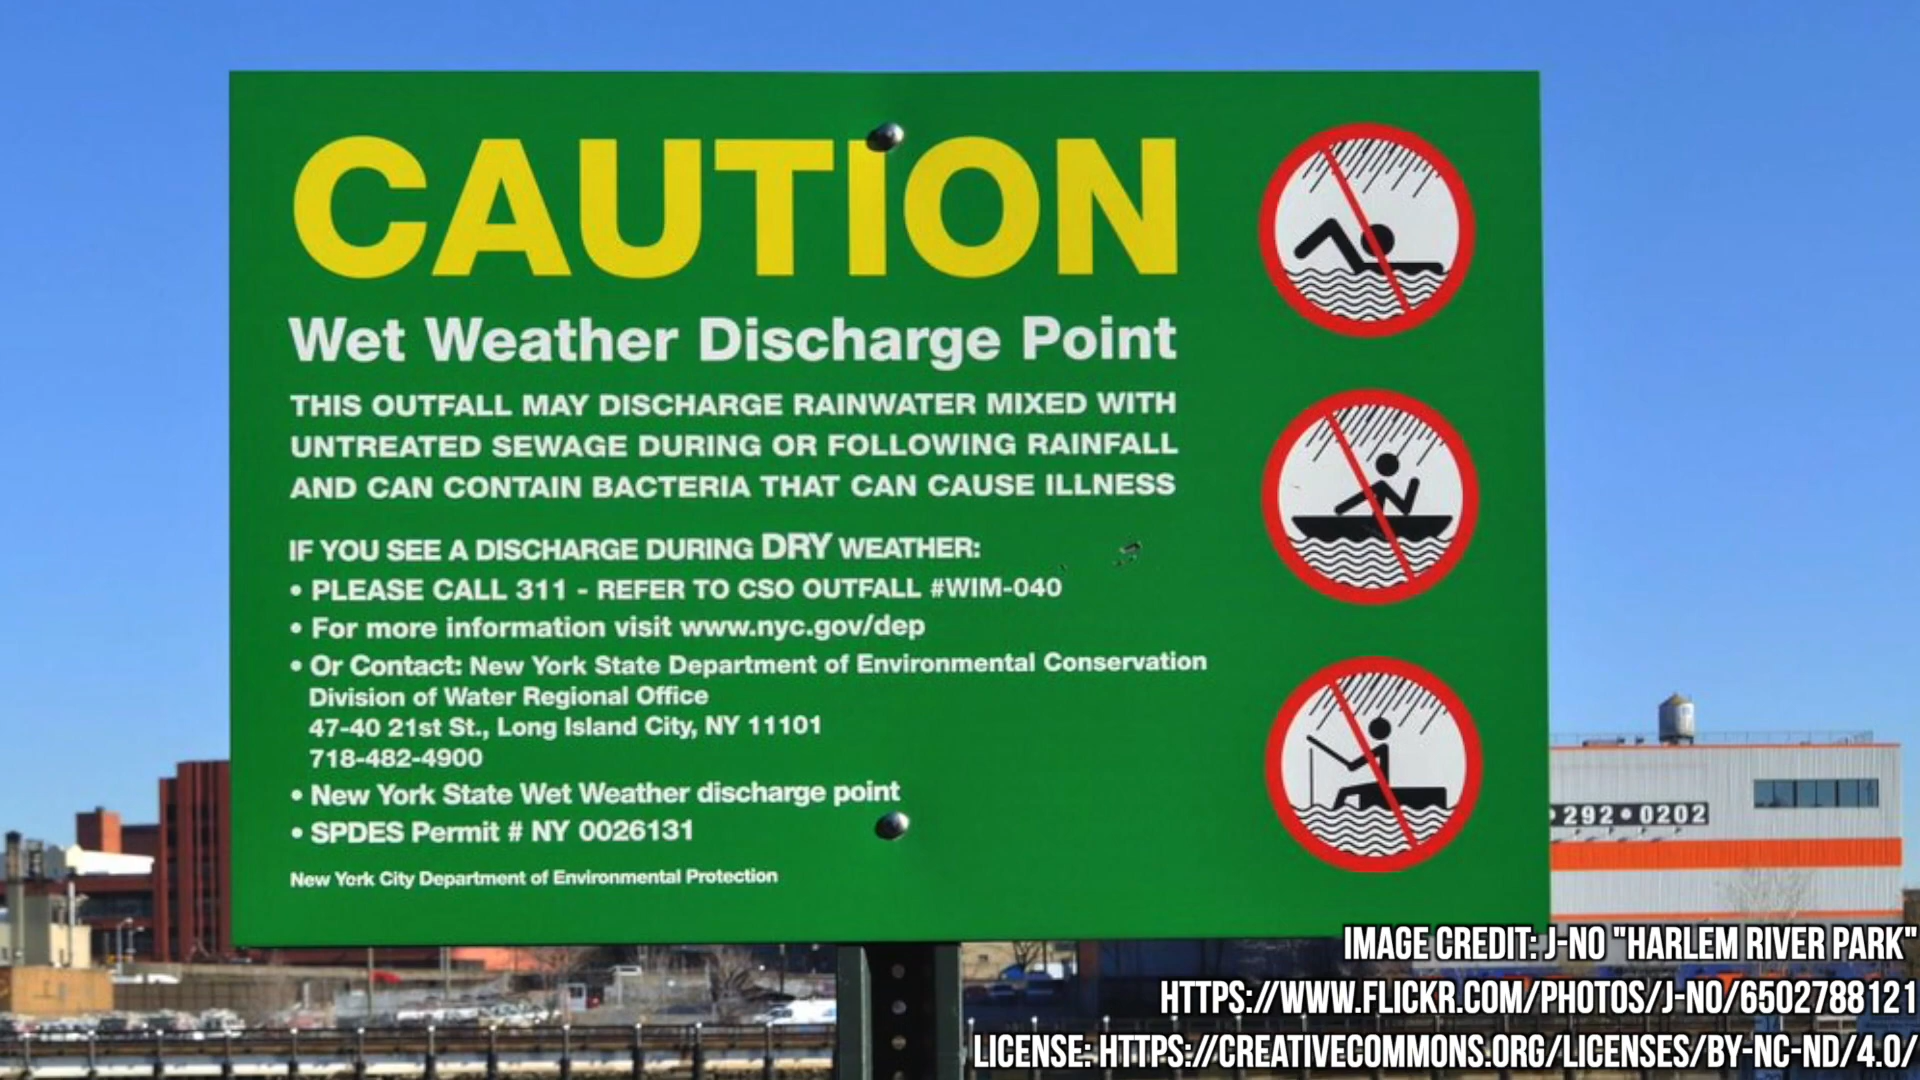 CAUTION
Wet Weather Discharge Point
THIS OUTFALL MAY DISCHARGE RAINWATER MIXED WITH
UNTREATED SEWAGE DURING OR FOLLOWING RAINFALL
AND CAN CONTAIN BACTERIA THAT CAN CAUSE ILLNESS
IF YOU SEE A DISCHARGE DURING DRY WEATHER:
• PLEASE CALL 311 - REFER TO CSO OUTFALL #WIM-040
• For more information visit www.nyc.gov/dep
• Or Contact: New York State Department of Environmental Conservation
Division of Water Regional Office
47-40 21st St., Long Island City, NY 11101
718-482-4900
• New York State Wet Weather discharge point
• SPDES Permit # NY 0026131
New York City Department of Environmental Protection
292•0202
IMAGE CREDIT: J-NO "HARLEM RIVER PARK"
HTTPS://WWW.FLICKR.COM/PHOTOS/J-NO/6502788121
LICENSE: HTTPS://CREATIVECOMMONS.ORG/LICENSES/BY-NC-ND/4.0/